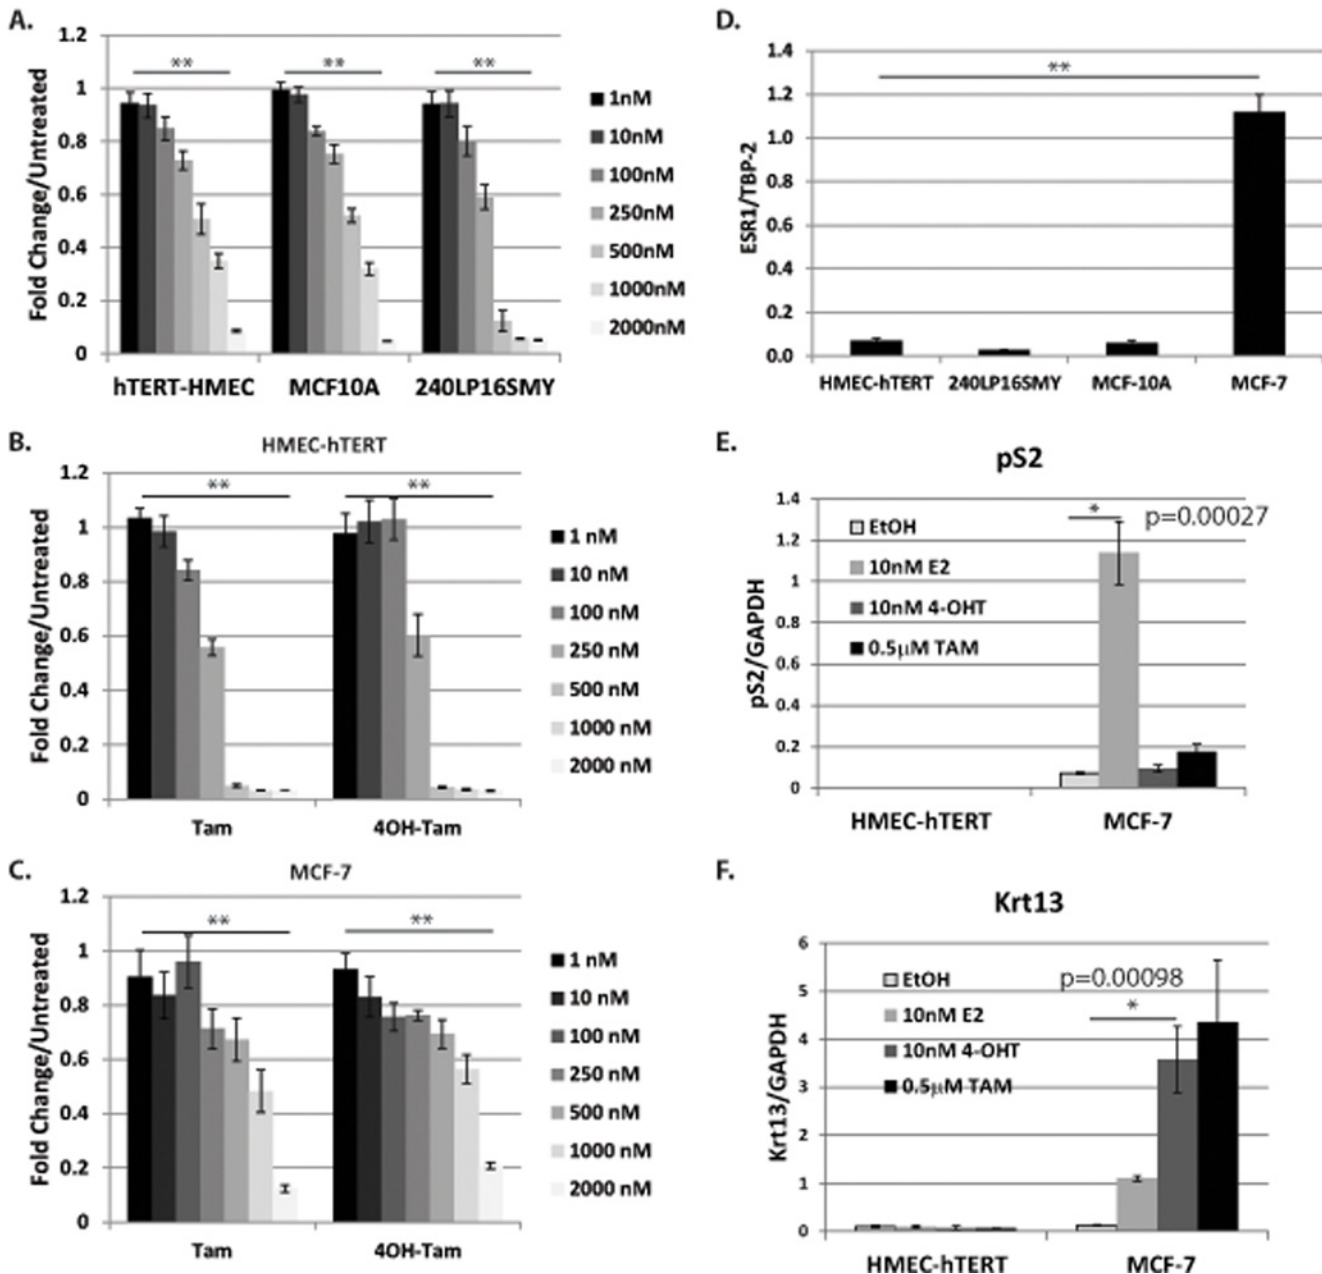 A.
Fold Change/Untreated
1.2
1
0.8
0.6
0.4
0.2
0
** ** **
1nM
10nM
100nM
250nM
500nM
1000nM
2000nM
hTERT-HMEC MCF10A 240LP16SMY
B.
HMEC-hTERT
Fold Change/Untreated
1.2
1
0.8
0.6
0.4
0.2
0
** **
1 nM
10 nM
100 nM
250 nM
500 nM
1000 nM
2000 nM
Tam 4OH-Tam
C.
MCF-7
Fold Change/Untreated
1.2
1
0.8
0.6
0.4
0.2
0
** **
1 nM
10 nM
100 nM
250 nM
500 nM
1000 nM
2000 nM
Tam 4OH-Tam
D.
ESR1/TBP-2
1.4
1.2
1.0
0.8
0.6
0.4
0.2
0.0
**
HMEC-hTERT 240LP16SMY MCF-10A MCF-7
E.
pS2
pS2/GAPDH
1.4
1.2
1
0.8
0.6
0.4
0.2
0
EtOH
10nM E2
10nM 4-OHT
0.5μM TAM
*
p=0.00027
HMEC-hTERT MCF-7
F.
Krt13
Krt13/GAPDH
6
5
4
3
2
1
0
EtOH
10nM E2
10nM 4-OHT
0.5μM TAM
p=0.00098
*
HMEC-hTERT MCF-7